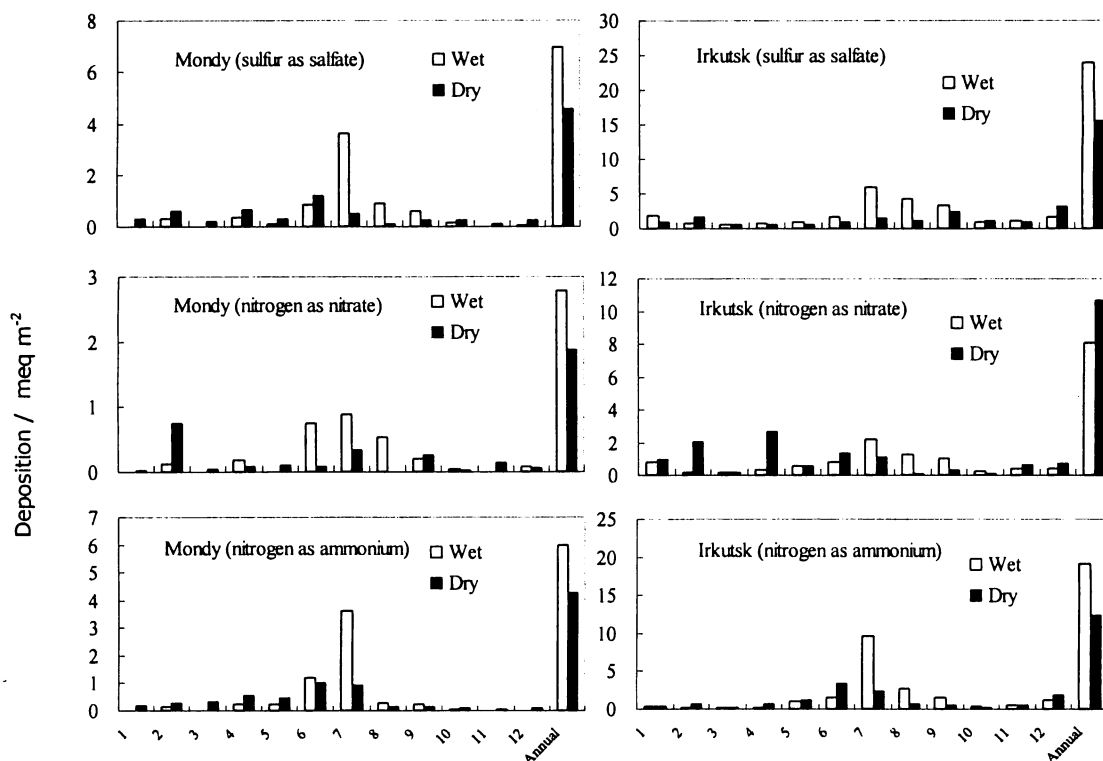 Deposition / meq m⁻²
8
6
4
2
0
Mondy (sulfur as salfate)
Wet
Dry
30
25
20
15
10
5
0
Irkutsk (sulfur as salfate)
Wet
Dry
3
2
1
0
Mondy (nitrogen as nitrate)
Wet
Dry
12
10
8
6
4
2
0
Irkutsk (nitrogen as nitrate)
Wet
Dry
7
6
5
4
3
2
1
0
Mondy (nitrogen as ammonium)
Wet
Dry
1 2 3 4 5 6 7 8 9 10 11 12 Annual
25
20
15
10
5
0
Irkutsk (nitrogen as ammonium)
Wet
Dry
1 2 3 4 5 6 7 8 9 10 11 12 Annual